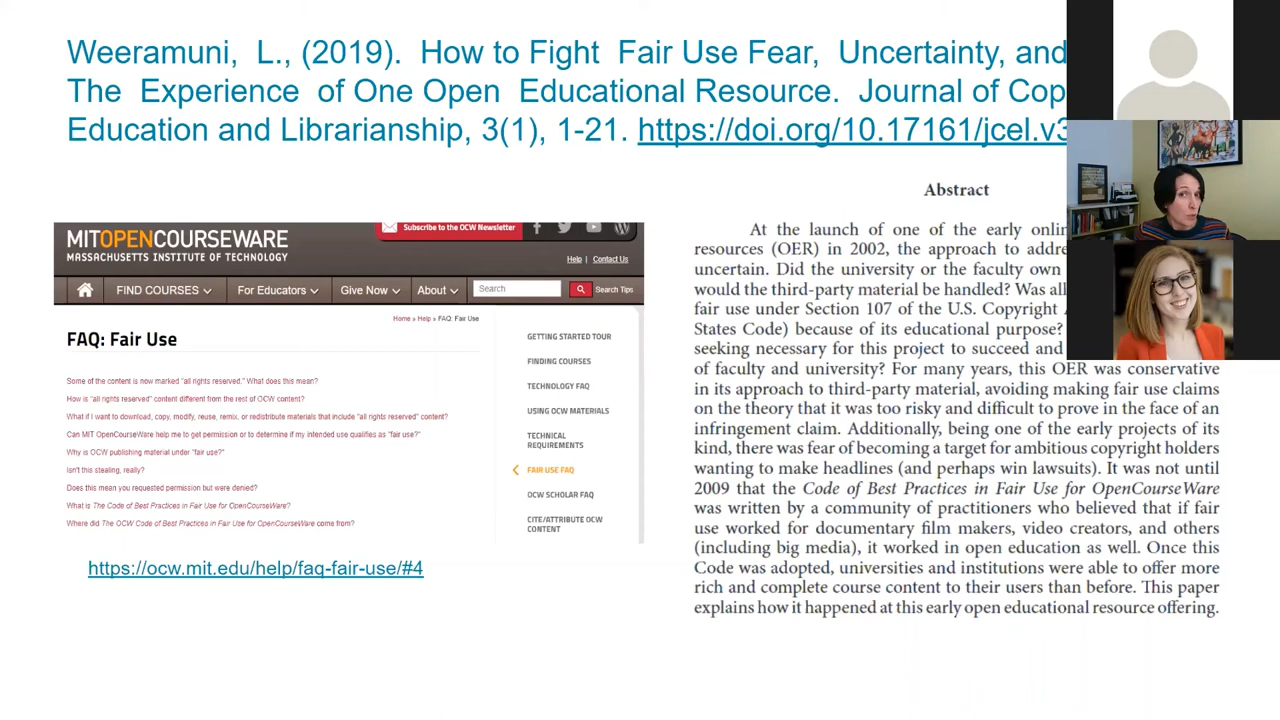 Weeramuni, L., (2019). How to Fight Fair Use Fear, Uncertainty, and
The Experience of One Open Educational Resource. Journal of Cop
Education and Librarianship, 3(1), 1-21. https://doi.org/10.17161/jcel.v3
MITOPENCOURSEWARE
MASSACHUSETTS INSTITUTE OF TECHNOLOGY
Subscribe to the OCW Newsletter
Help | Contact Us
FIND COURSES
For Educators
Give Now
About
Search
Search Tips
Home » Help » FAQ: Fair Use
FAQ: Fair Use
Some of the content is now marked "all rights reserved." What does this mean?
How is "all rights reserved" content different from the rest of OCW content?
What if I want to download, copy, modify, reuse, remix, or redistribute materials that include "all rights reserved" content?
Can MIT OpenCourseWare help me to get permission or to determine if my intended use qualifies as "fair use?"
Why is OCW publishing material under "fair use?"
Isn't this stealing, really?
Does this mean you requested permission but were denied?
What is The Code of Best Practices in Fair Use for OpenCourseWare?
Where did The OCW Code of Best Practices in Fair Use for OpenCourseWare come from?
GETTING STARTED TOUR
FINDING COURSES
TECHNOLOGY FAQ
USING OCW MATERIALS
TECHNICAL
REQUIREMENTS
FAIR USE FAQ
OCW SCHOLAR FAQ
CITE/ATTRIBUTE OCW
CONTENT
https://ocw.mit.edu/help/faq-fair-use/#4
Abstract
At the launch of one of the early onlin
resources (OER) in 2002, the approach to addre
uncertain. Did the university or the faculty own
would the third-party material be handled? Was all
fair use under Section 107 of the U.S. Copyright A
States Code) because of its educational purpose?
seeking necessary for this project to succeed and
of faculty and university? For many years, this OER was conservative
in its approach to third-party material, avoiding making fair use claims
on the theory that it was too risky and difficult to prove in the face of an
infringement claim. Additionally, being one of the early projects of its
kind, there was fear of becoming a target for ambitious copyright holders
wanting to make headlines (and perhaps win lawsuits). It was not until
2009 that the Code of Best Practices in Fair Use for OpenCourseWare
was written by a community of practitioners who believed that if fair
use worked for documentary film makers, video creators, and others
(including big media), it worked in open education as well. Once this
Code was adopted, universities and institutions were able to offer more
rich and complete course content to their users than before. This paper
explains how it happened at this early open educational resource offering.